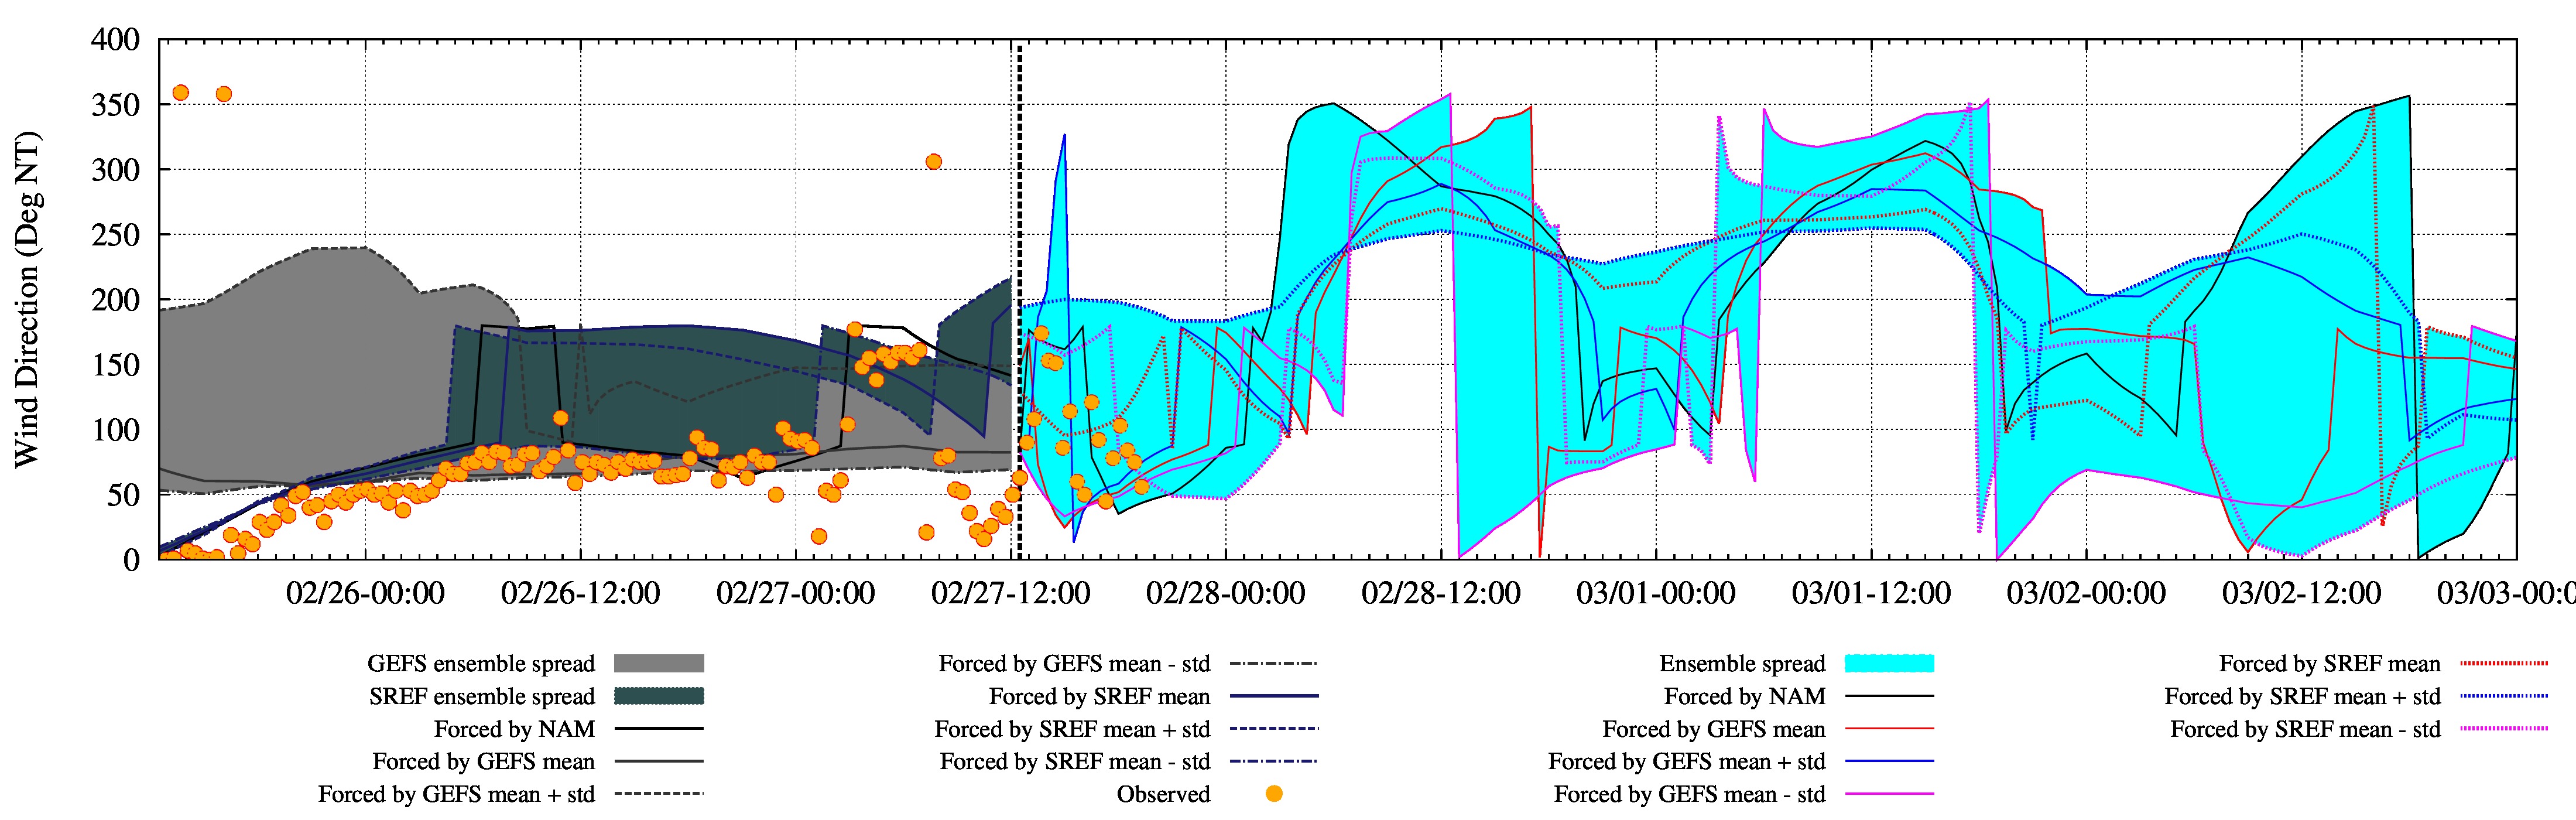 400
350
300
250
200
150
100
50
0
Wind Direction (Deg NT)
02/26-00:00 02/26-12:00 02/27-00:00 02/27-12:00 02/28-00:00 02/28-12:00 03/01-00:00 03/01-12:00 03/02-00:00 03/02-12:00 03/03-00:0
GEFS ensemble spread
SREF ensemble spread
Forced by NAM
Forced by GEFS mean
Forced by GEFS mean + std
Forced by GEFS mean - std
Forced by SREF mean
Forced by SREF mean + std
Forced by SREF mean - std
Observed
Ensemble spread
Forced by NAM
Forced by GEFS mean
Forced by GEFS mean + std
Forced by GEFS mean - std
Forced by SREF mean
Forced by SREF mean + std
Forced by SREF mean - std